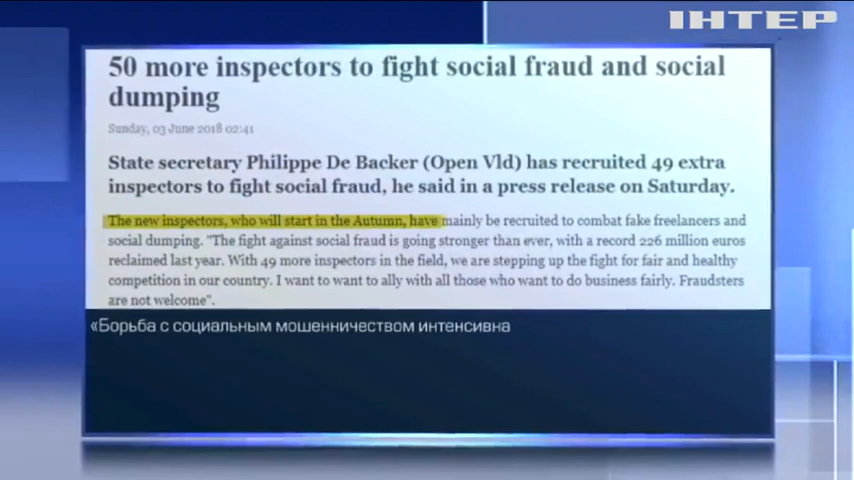 ІНТЕР
50 more inspectors to fight social fraud and social
dumping
Sunday, 03 June 2018 02:41
State secretary Philippe De Backer (Open Vld) has recruited 49 extra
inspectors to fight social fraud, he said in a press release on Saturday.
The new inspectors, who will start in the Autumn, have mainly be recruited to combat fake freelancers and
social dumping. "The fight against social fraud is going stronger than ever, with a record 226 million euros
reclaimed last year. With 49 more inspectors in the field, we are stepping up the fight for fair and healthy
competition in our country. I want to want to ally with all those who want to do business fairly. Fraudsters
are not welcome".
«Борьба с социальным мошенничеством интенсивна